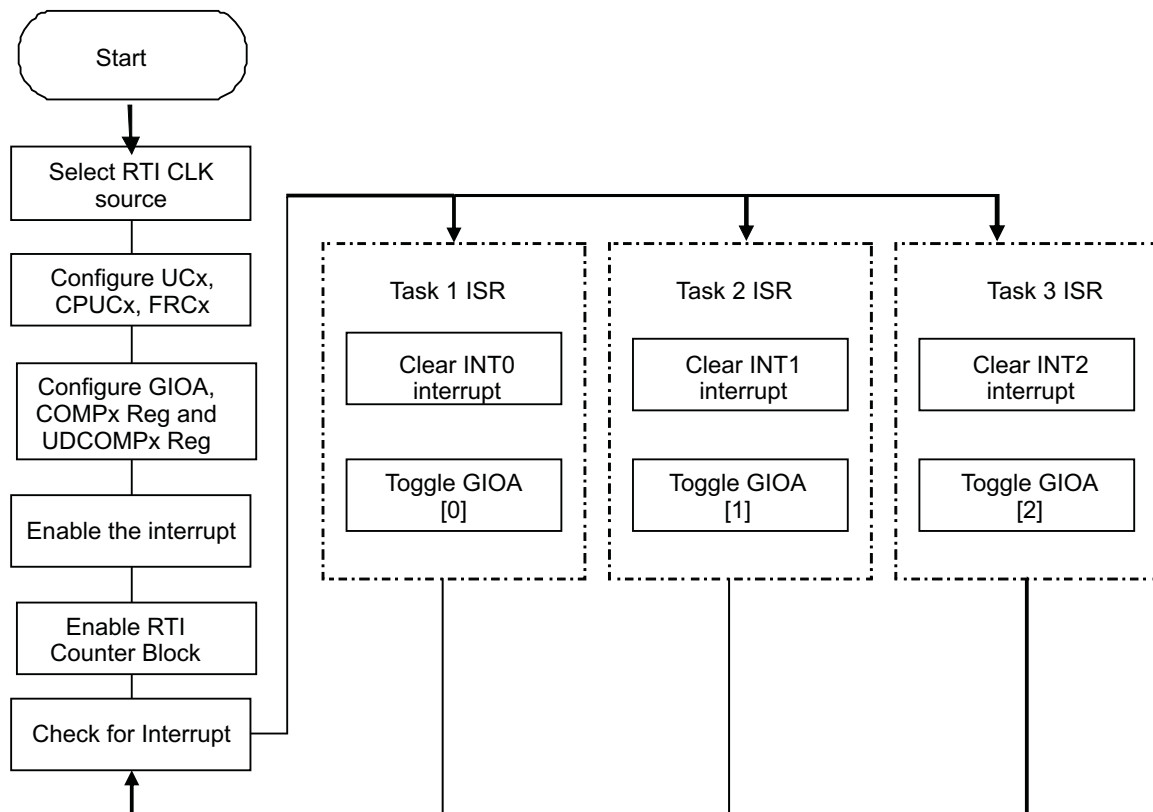 Start
Select RTI CLK
source
Configure UCx,
CPUCx, FRCx
Configure GIOA,
COMPx Reg and
UDCOMPx Reg
Enable the interrupt
Enable RTI
Counter Block
Check for Interrupt
Task 1 ISR
Clear INT0
interrupt
Toggle GIOA
[0]
Task 2 ISR
Clear INT1
interrupt
Toggle GIOA
[1]
Task 3 ISR
Clear INT2
interrupt
Toggle GIOA
[2]